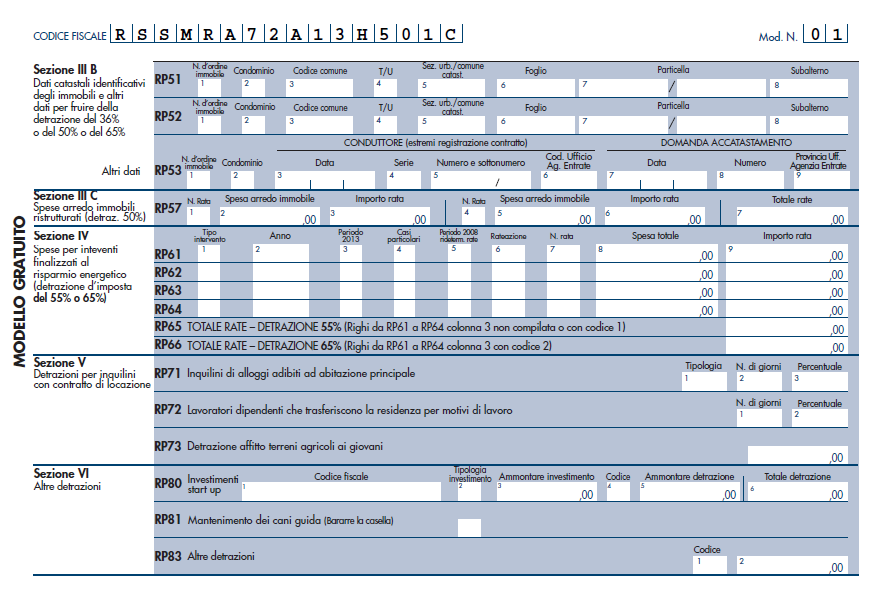 CODICE FISCALE R S S M R A 7 2 A 1 3 H 5 0 1 C Mod. N. 0 1
MODELLO GRATUITO
Sezione III B
Dati catastali identificativi
degli immobili e altri
dati per fruire della
detrazione del 36%
o del 50% o del 65%
RP51 N. d'ordine immobile 1 Condominio 2 Codice comune 3 T/U 4 Sez. urb./comune catast. 5 Foglio 6 Particella 7 / Subalterno 8
RP52 N. d'ordine immobile 1 Condominio 2 Codice comune 3 T/U 4 Sez. urb./comune catast. 5 Foglio 6 Particella 7 / Subalterno 8
CONDUTTORE (estremi registrazione contratto) DOMANDA ACCATASTAMENTO
Altri dati RP53 N. d'ordine immobile 1 Condominio 2 Data 3 Serie 4 Numero e sottonumero 5 / Cod. Ufficio Ag. Entrate 6 Data 7 Numero 8 Provincia Uff. Agenzia Entrate 9
Sezione III C
Spese arredo immobili
ristrutturati (detraz. 50%)
RP57 N. Rata 1 Spesa arredo immobile 2 ,00 Importo rata 3 ,00 N. Rata 4 Spesa arredo immobile 5 ,00 Importo rata 6 ,00 Totale rate 7 ,00
Sezione IV
Spese per inteventi
finalizzati al
risparmio energetico
(detrazione d'imposta
del 55% o 65%)
Tipo intervento Anno Periodo 2013 Casi particolari Periodo 2008 rideterm. rate Rateazione N. rata Spesa totale Importo rata
RP61 1 2 3 4 5 6 7 8 ,00 9 ,00
RP62 ,00 ,00
RP63 ,00 ,00
RP64 ,00 ,00
RP65 TOTALE RATE – DETRAZIONE 55% (Righi da RP61 a RP64 colonna 3 non compilata o con codice 1) ,00
RP66 TOTALE RATE – DETRAZIONE 65% (Righi da RP61 a RP64 colonna 3 con codice 2) ,00
Sezione V
Detrazioni per inquilini
con contratto di locazione
RP71 Inquilini di alloggi adibiti ad abitazione principale Tipologia 1 N. di giorni 2 Percentuale 3
RP72 Lavoratori dipendenti che trasferiscono la residenza per motivi di lavoro N. di giorni 1 Percentuale 2
RP73 Detrazione affitto terreni agricoli ai giovani ,00
Sezione VI
Altre detrazioni
RP80 Investimenti start up Codice fiscale 1 Tipologia investimento 2 Ammontare investimento 3 ,00 Codice 4 Ammontare detrazione 5 ,00 Totale detrazione 6 ,00
RP81 Mantenimento dei cani guida (Bararre la casella)
RP83 Altre detrazioni Codice 1 2 ,00